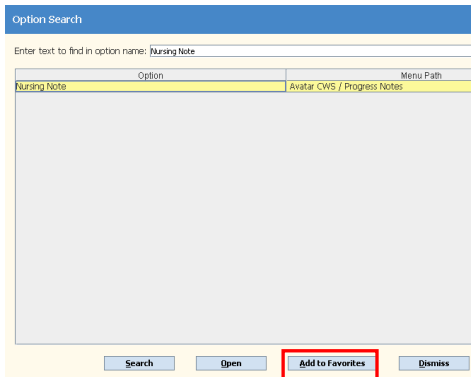 Option Search
Enter text to find in option name: Nursing Note
Option Menu Path
Nursing Note Avatar CWS / Progress Notes
Search Open Add to Favorites Dismiss